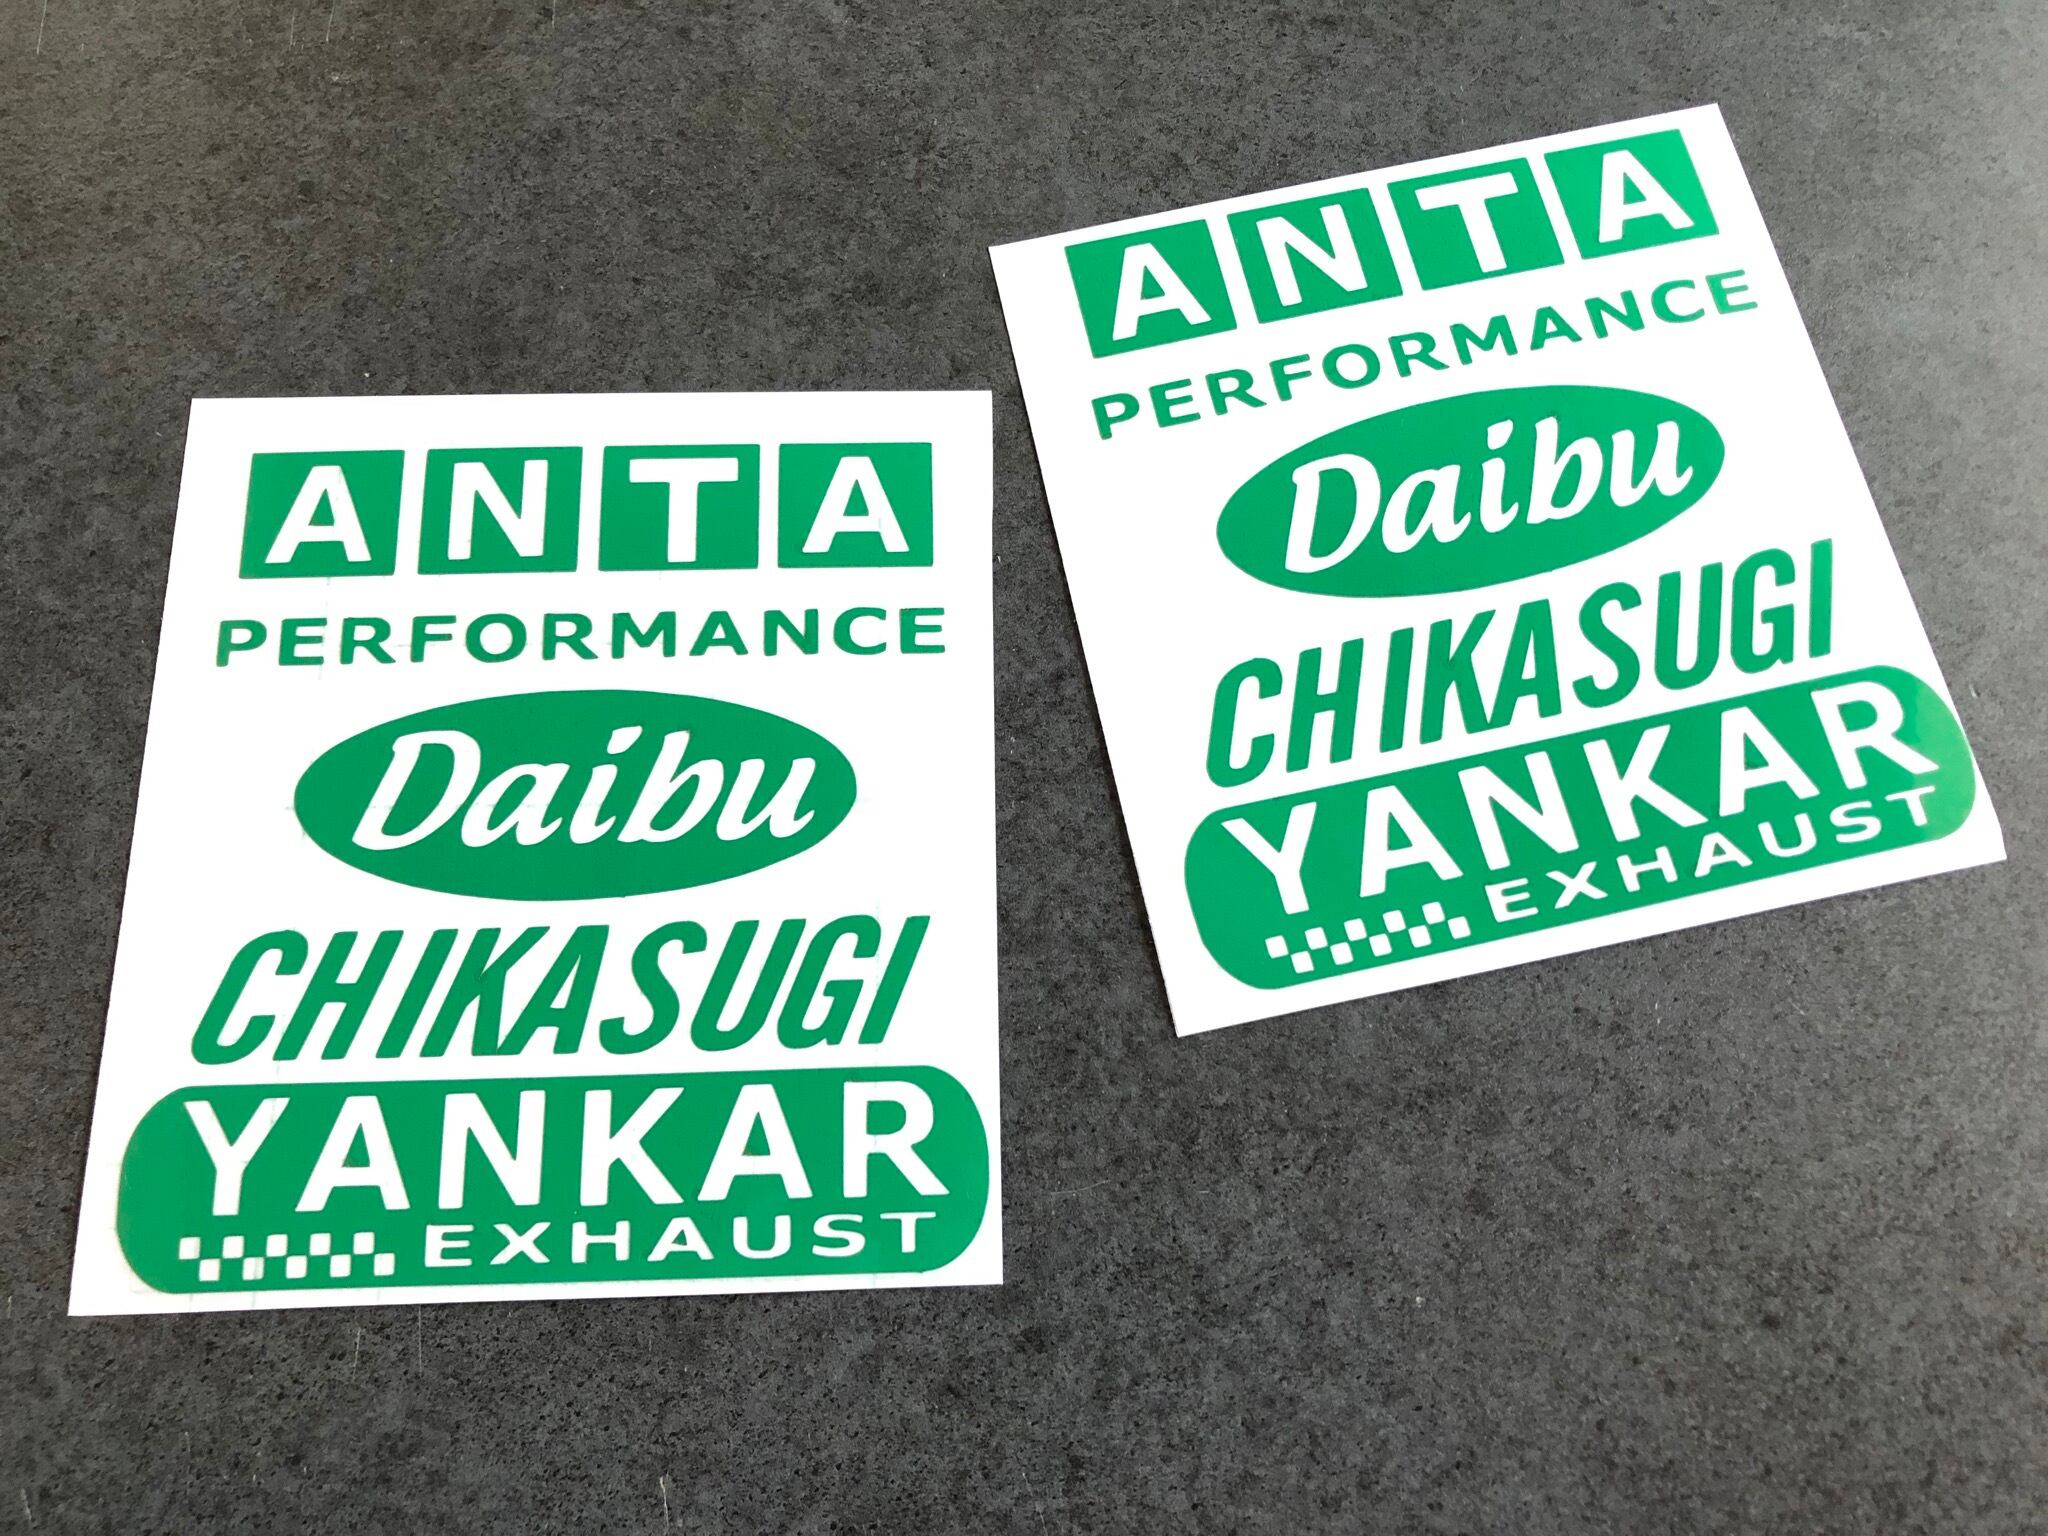 ANTA
PERFORMANCE
Daibu
CHIKASUGI
YANKAR
EXHAUST
ANTA
PERFORMANCE
Daibu
CHIKASUGI
YANKAR
EXHAUST